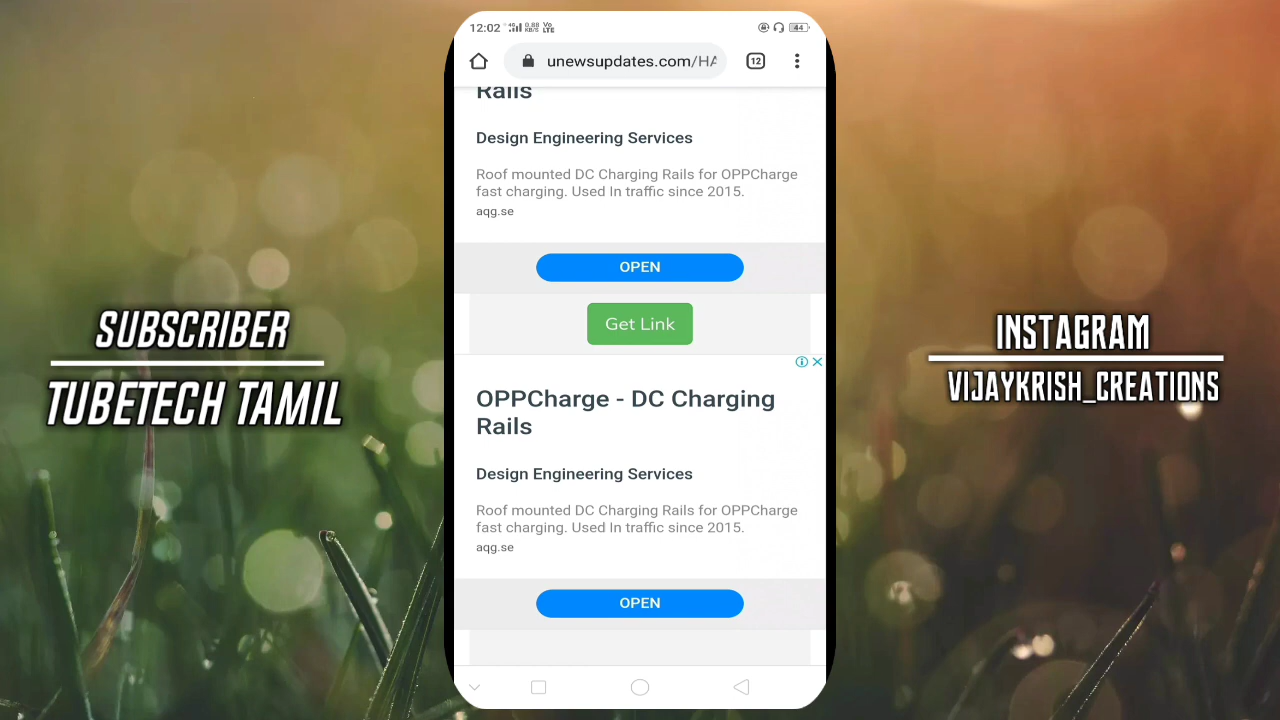 12:02
44
unewsupdates.com/HA
12
Rails
Design Engineering Services
Roof mounted DC Charging Rails for OPPCharge
fast charging. Used In traffic since 2015.
aqg.se
OPEN
Get Link
OPPCharge - DC Charging
Rails
Design Engineering Services
Roof mounted DC Charging Rails for OPPCharge
fast charging. Used In traffic since 2015.
aqg.se
OPEN
SUBSCRIBER
TUBETECH TAMIL
INSTAGRAM
VIJAYKRISH_CREATIONS